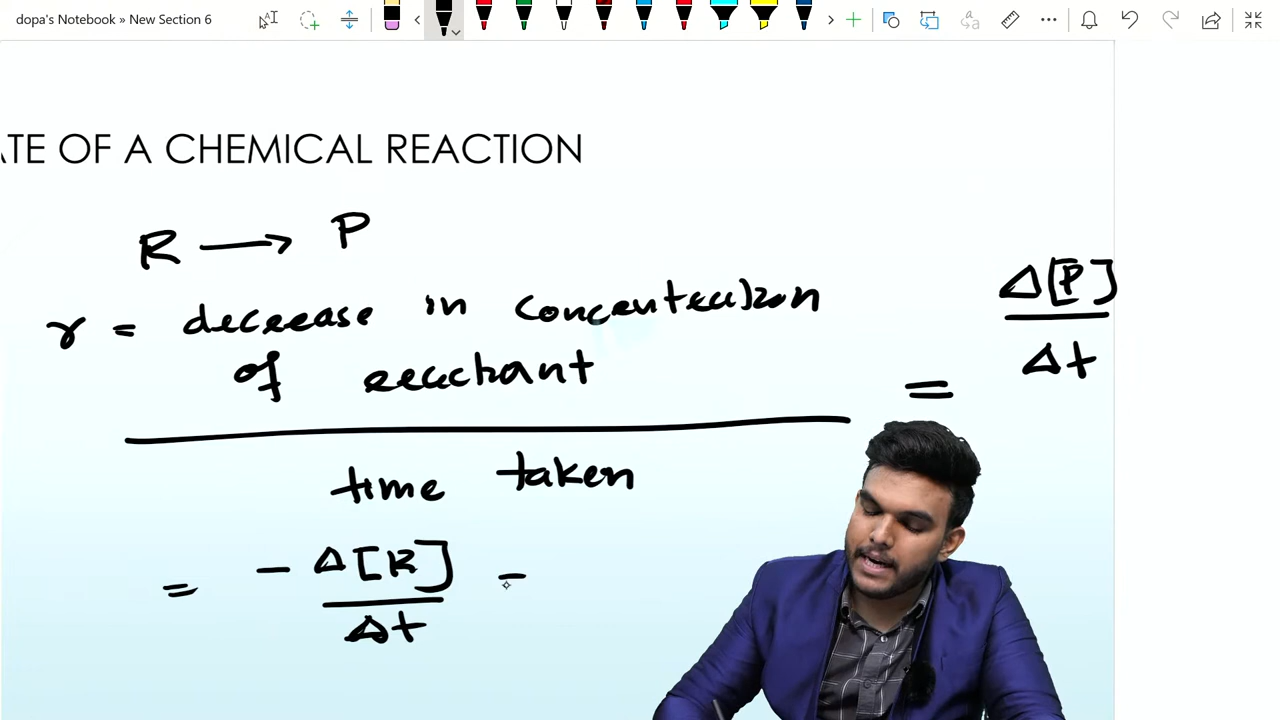 dopa's Notebook » New Section 6
ATE OF A CHEMICAL REACTION
R → P
r = decrease in concentration
of reactant
time taken
= Δ[P]
Δt
= - Δ[R]
Δt